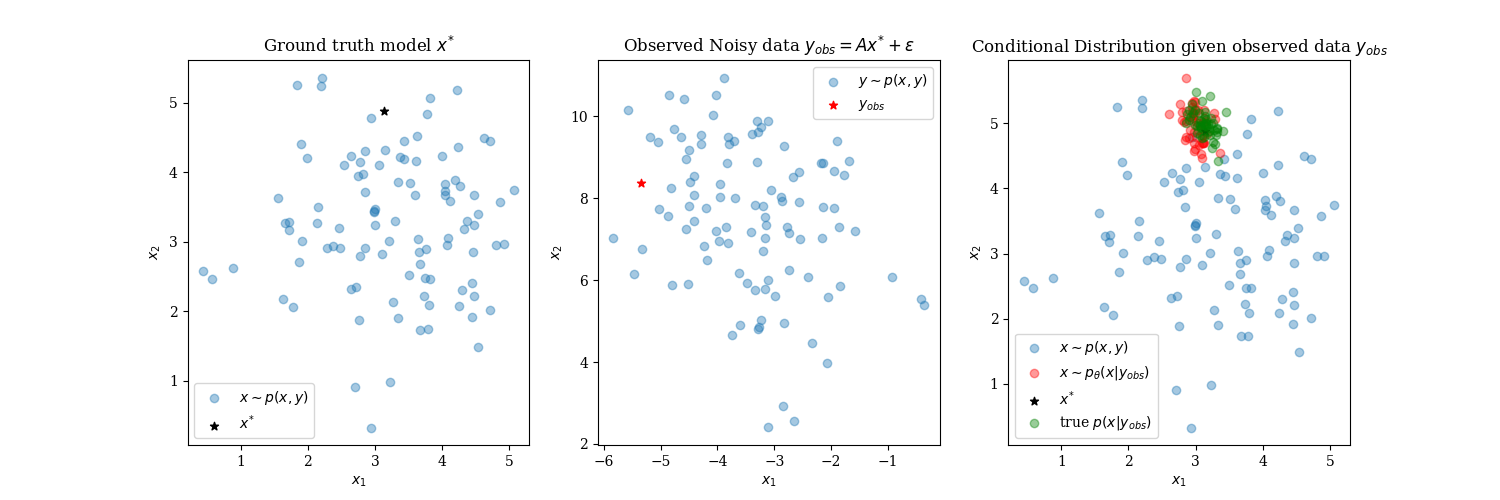 Ground truth model x*
5
4
3
2
1
x₂
1 2 3 4 5
x₁
x ~ p(x, y)
x*
Observed Noisy data y_obs = Ax* + ε
10
8
6
4
2
x₂
−6 −5 −4 −3 −2 −1
x₁
y ~ p(x, y)
y_obs
Conditional Distribution given observed data y_obs
5
4
3
2
1
x₂
1 2 3 4 5
x₁
x ~ p(x, y)
x ~ p_θ(x|y_obs)
x*
true p(x|y_obs)